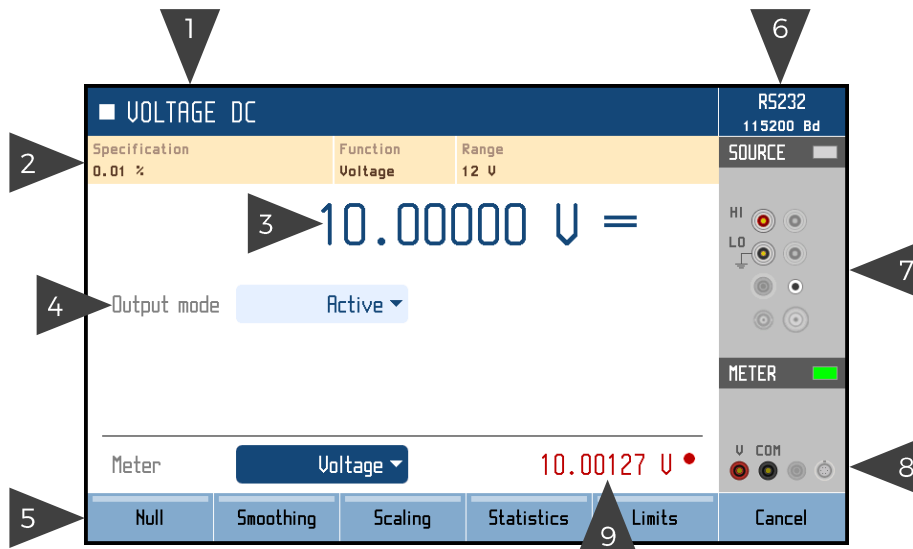 1
6
VOLTAGE DC
RS232
115200 Bd
2
Specification
Function
Range
0.01 %
Voltage
12 V
SOURCE
3
10.00000 V =
HI
LO
7
4
Output mode
Active
METER
Meter
Voltage
10.00127 V
V COM
8
5
Null
Smoothing
Scaling
Statistics
Limits
Cancel
9